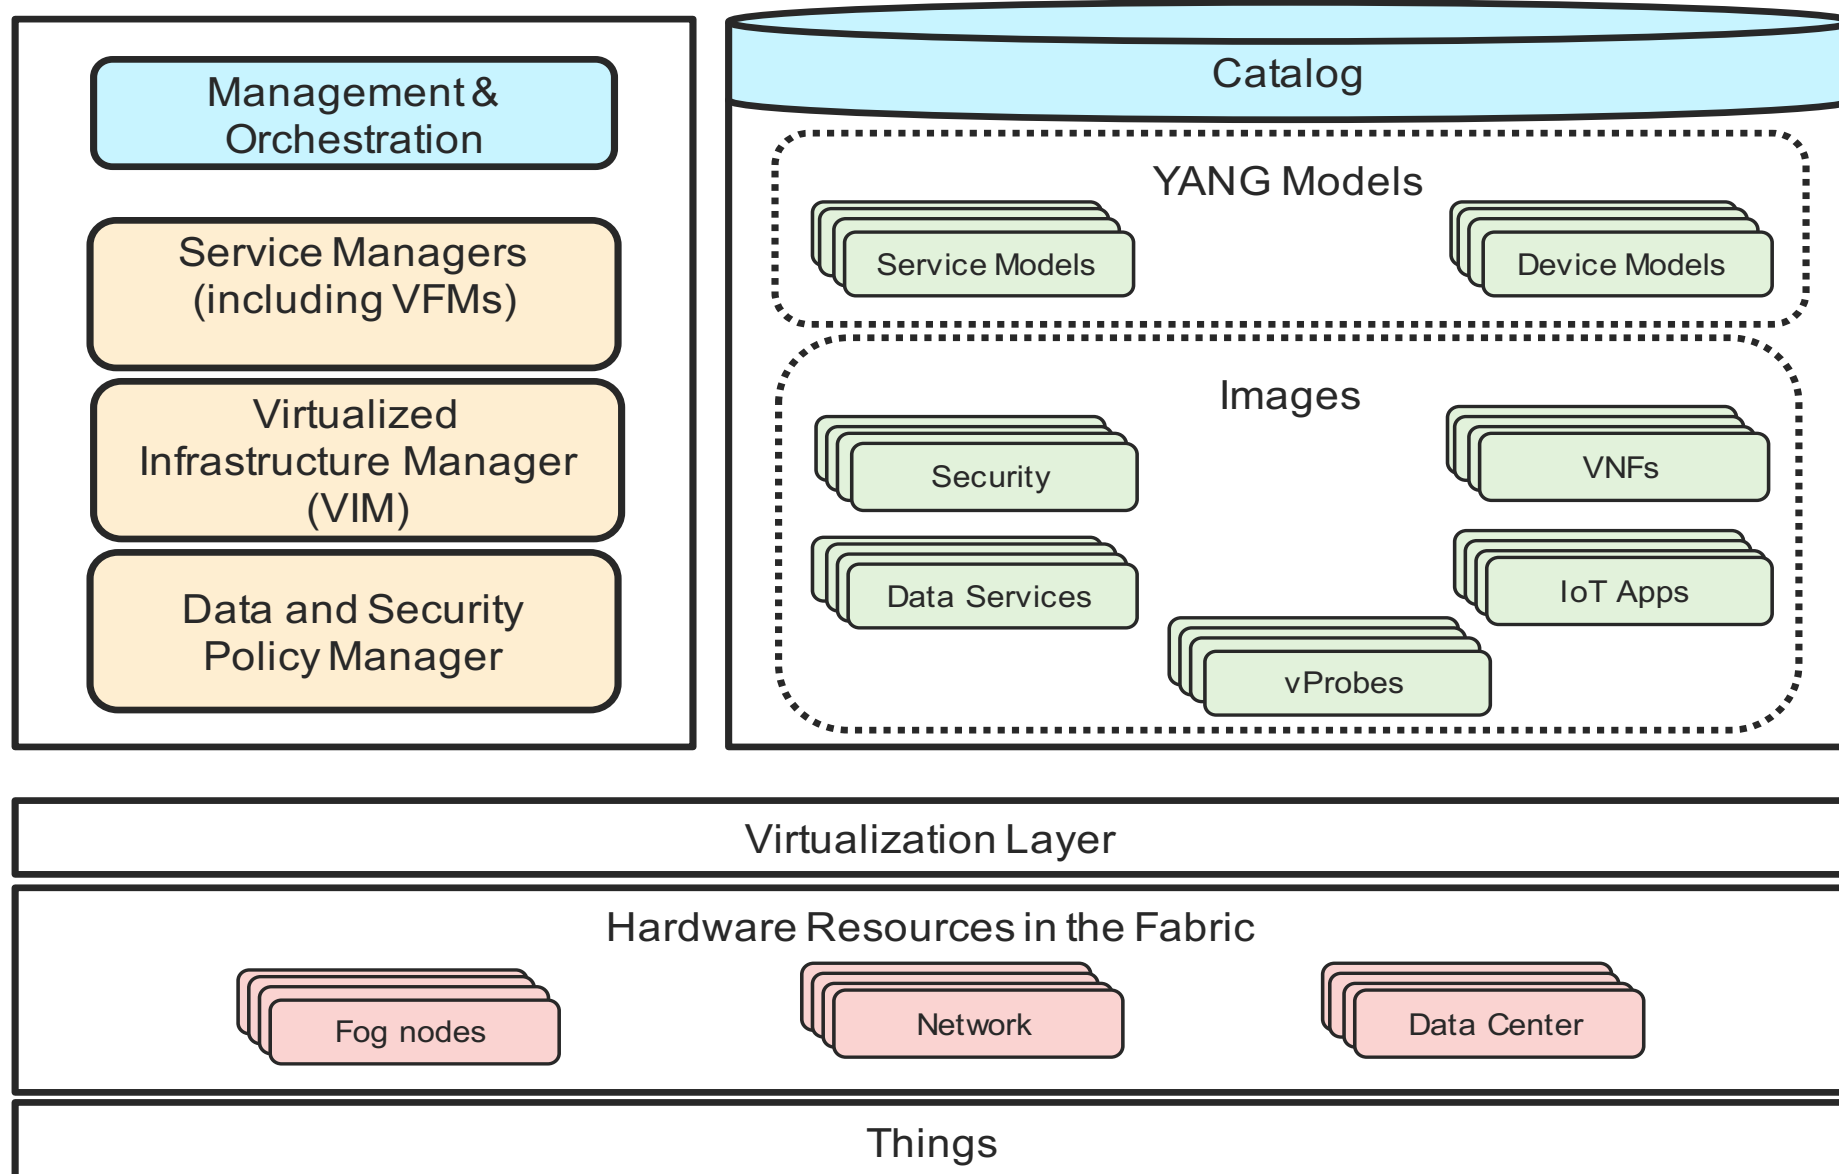 Management &
Orchestration
Service Managers
(including VFMs)
Virtualized
Infrastructure Manager
(VIM)
Data and Security
Policy Manager
Catalog
YANG Models
Service Models
Device Models
Images
Security
VNFs
Data Services
IoT Apps
vProbes
Virtualization Layer
Hardware Resources in the Fabric
Fog nodes
Network
Data Center
Things